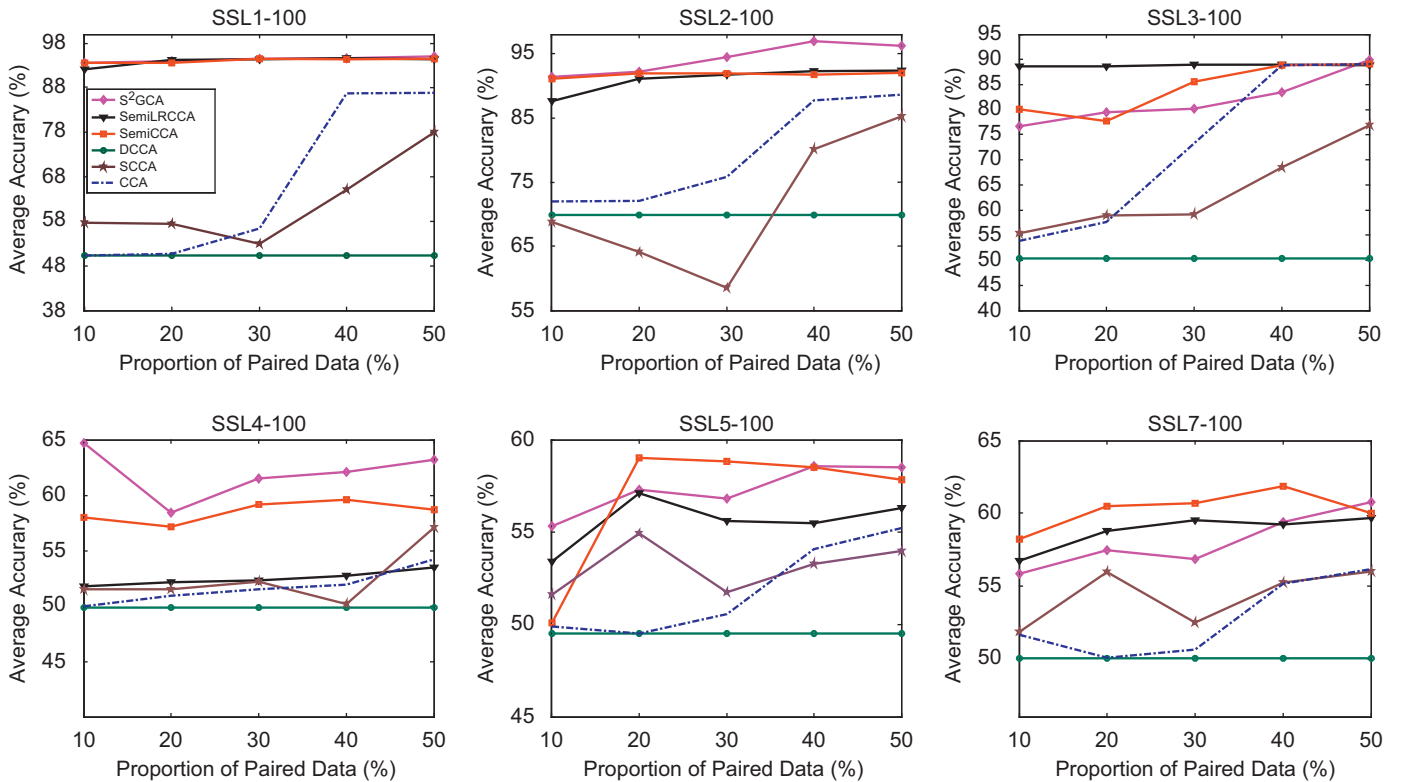 SSL1-100
SSL2-100
SSL3-100
98
88
78
68
58
48
38
Average Accurary (%)
S²GCA
SemiLRCCA
SemiCCA
DCCA
SCCA
CCA
10 20 30 40 50
Proportion of Paired Data (%)
95
85
75
65
55
Average Accurary (%)
10 20 30 40 50
Proportion of Paired Data (%)
95
90
85
80
75
70
65
60
55
50
45
40
Average Accurary (%)
10 20 30 40 50
Proportion of Paired Data (%)
SSL4-100
SSL5-100
SSL7-100
65
60
55
50
45
Average Accurary (%)
10 20 30 40 50
Proportion of Paired Data (%)
60
55
50
45
Average Accurary (%)
10 20 30 40 50
Proportion of Paired Data (%)
65
60
55
50
Average Accurary (%)
10 20 30 40 50
Proportion of Paired Data (%)